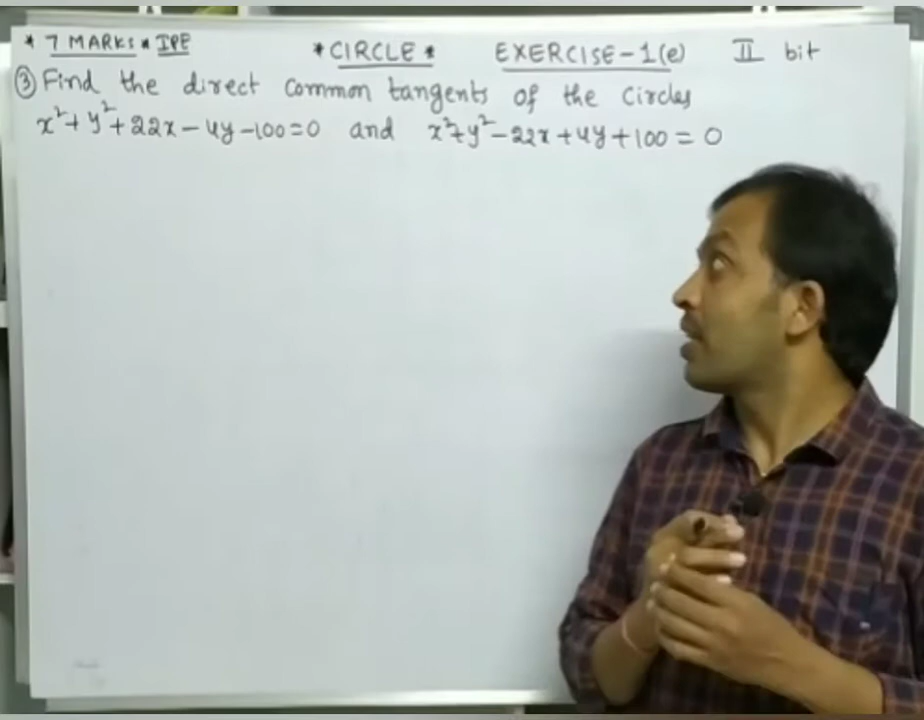 * 7 MARKS * IPE *CIRCLE* EXERCISE-1(e) II bit
③ Find the direct common tangents of the circles
x²+y²+22x-4y-100=0 and x²+y²-22x+4y+100=0